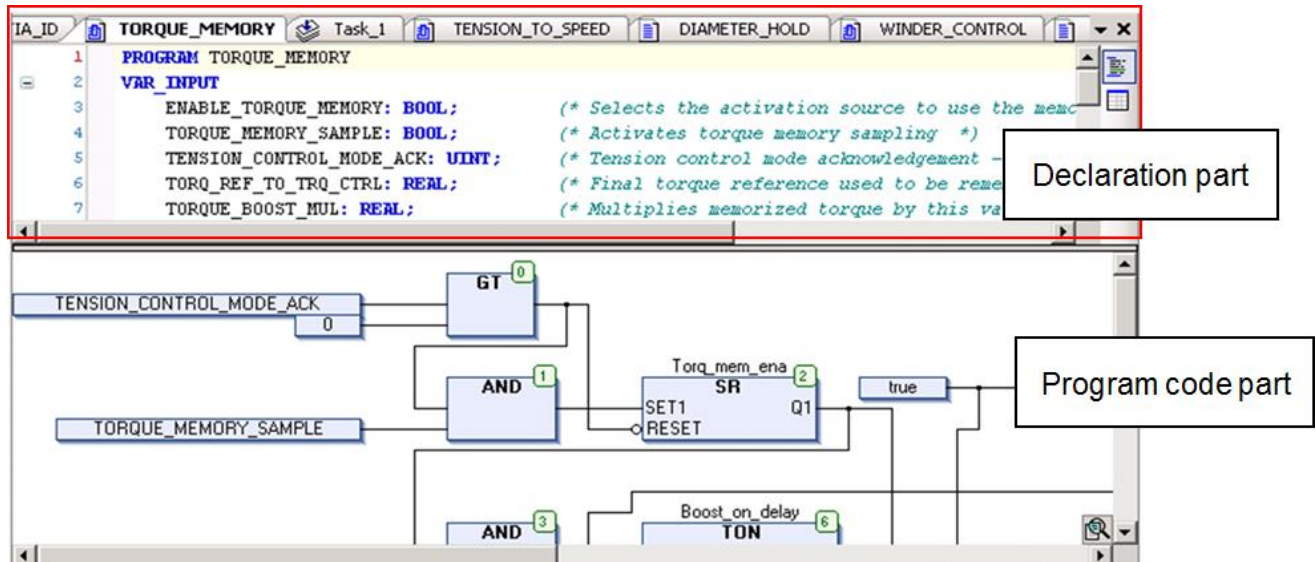 TIA_ID TORQUE_MEMORY Task_1 TENSION_TO_SPEED DIAMETER_HOLD WINDER_CONTROL
1 PROGRAM TORQUE_MEMORY
2 VAR_INPUT
3 ENABLE_TORQUE_MEMORY: BOOL; (* Selects the activation source to use the memo
4 TORQUE_MEMORY_SAMPLE: BOOL; (* Activates torque memory sampling *)
5 TENSION_CONTROL_MODE_ACK: UINT; (* Tension control mode acknowledgement -
6 TORQ_REF_TO_TRQ_CTRL: REAL; (* Final torque reference used to be reme
7 TORQUE_BOOST_MUL: REAL; (* Multiplies memorized torque by this va
Declaration part
GT 0
TENSION_CONTROL_MODE_ACK
0
AND 1
Torq_mem_ena
SR 2
SET1 Q1
RESET
true
Program code part
TORQUE_MEMORY_SAMPLE
AND 3
Boost_on_delay
TON 6